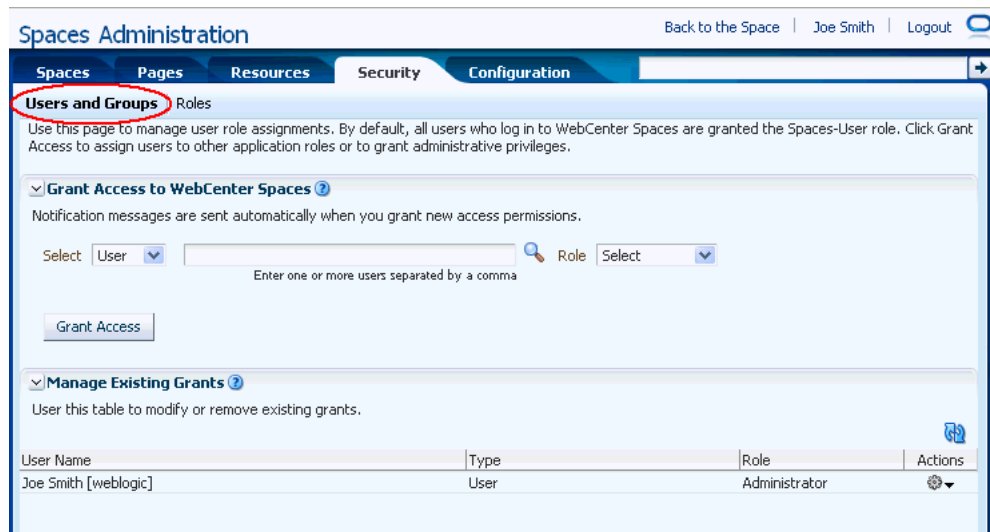 Spaces Administration
Back to the Space | Joe Smith | Logout
Spaces Pages Resources Security Configuration
Users and Groups Roles
Use this page to manage user role assignments. By default, all users who log in to WebCenter Spaces are granted the Spaces-User role. Click Grant
Access to assign users to other application roles or to grant administrative privileges.
Grant Access to WebCenter Spaces
Notification messages are sent automatically when you grant new access permissions.
Select User Role Select
Enter one or more users separated by a comma
Grant Access
Manage Existing Grants
User this table to modify or remove existing grants.
User Name Type Role Actions
Joe Smith [weblogic] User Administrator